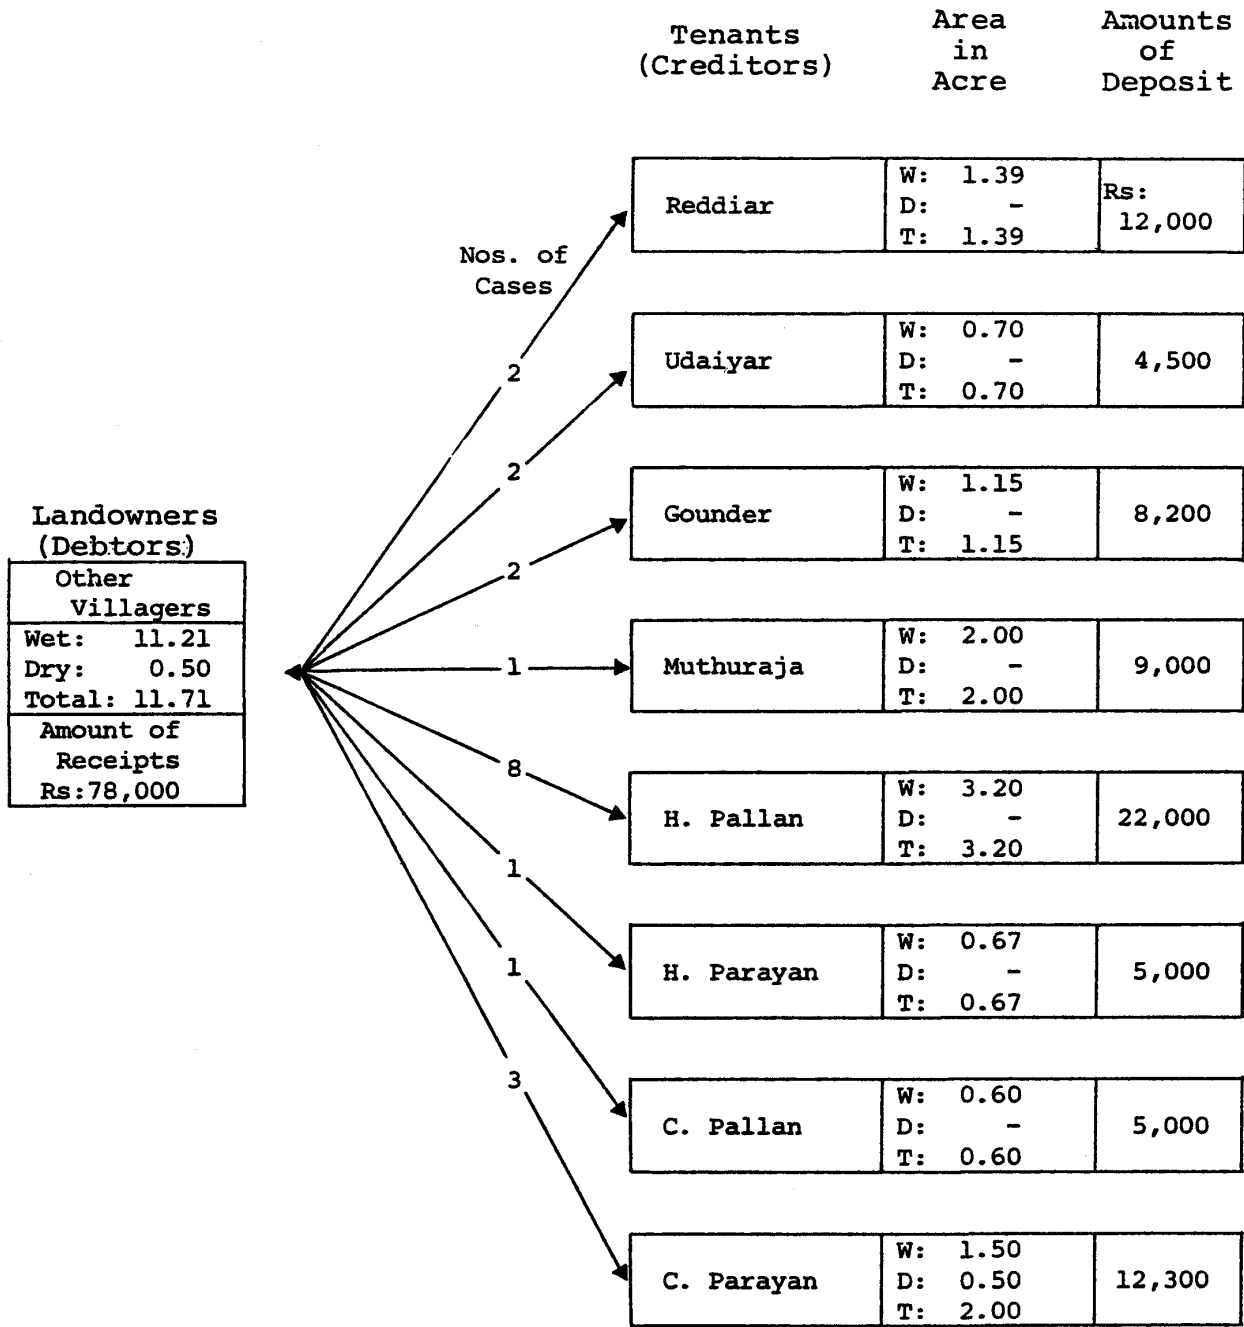 Tenants
(Creditors)
Area
in
Acre
Amounts
of
Deposit
Nos. of
Cases
Reddiar
W: 1.39
D: -
T: 1.39
Rs:
12,000
2
Udaiyar
W: 0.70
D: -
T: 0.70
4,500
2
Gounder
W: 1.15
D: -
T: 1.15
8,200
2
Landowners
(Debtors)
Other
Villagers
Wet: 11.21
Dry: 0.50
Total: 11.71
Amount of
Receipts
Rs:78,000
1
Muthuraja
W: 2.00
D: -
T: 2.00
9,000
8
H. Pallan
W: 3.20
D: -
T: 3.20
22,000
1
H. Parayan
W: 0.67
D: -
T: 0.67
5,000
1
C. Pallan
W: 0.60
D: -
T: 0.60
5,000
3
C. Parayan
W: 1.50
D: 0.50
T: 2.00
12,300